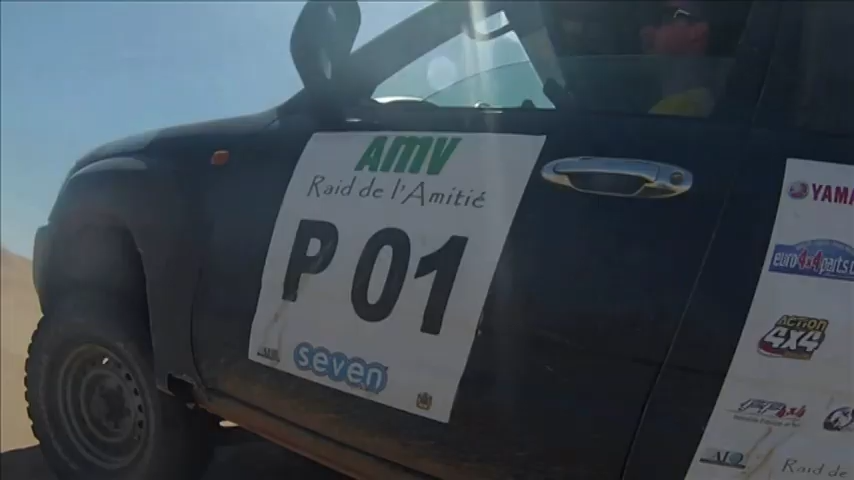 AMV
Raid de l'Amitié
P 01
seven
YAMA
euro4x4parts.c
ACTION
4X4
Raid de